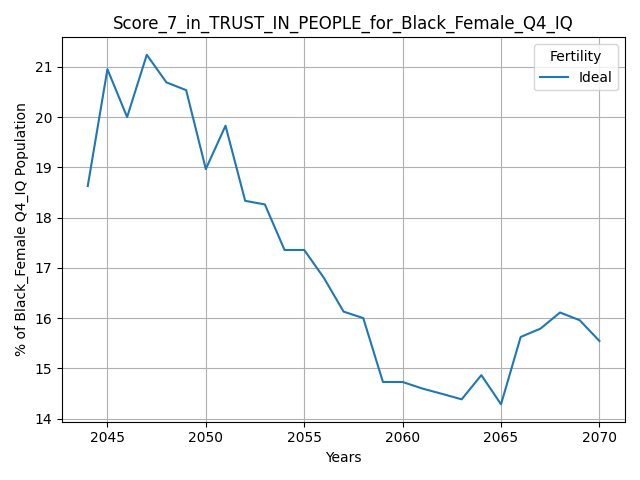 Score_7_in_TRUST_IN_PEOPLE_for_Black_Female_Q4_IQ
Fertility
Ideal
% of Black_Female Q4_IQ Population
21
20
19
18
17
16
15
14
2045
2050
2055
2060
2065
2070
Years